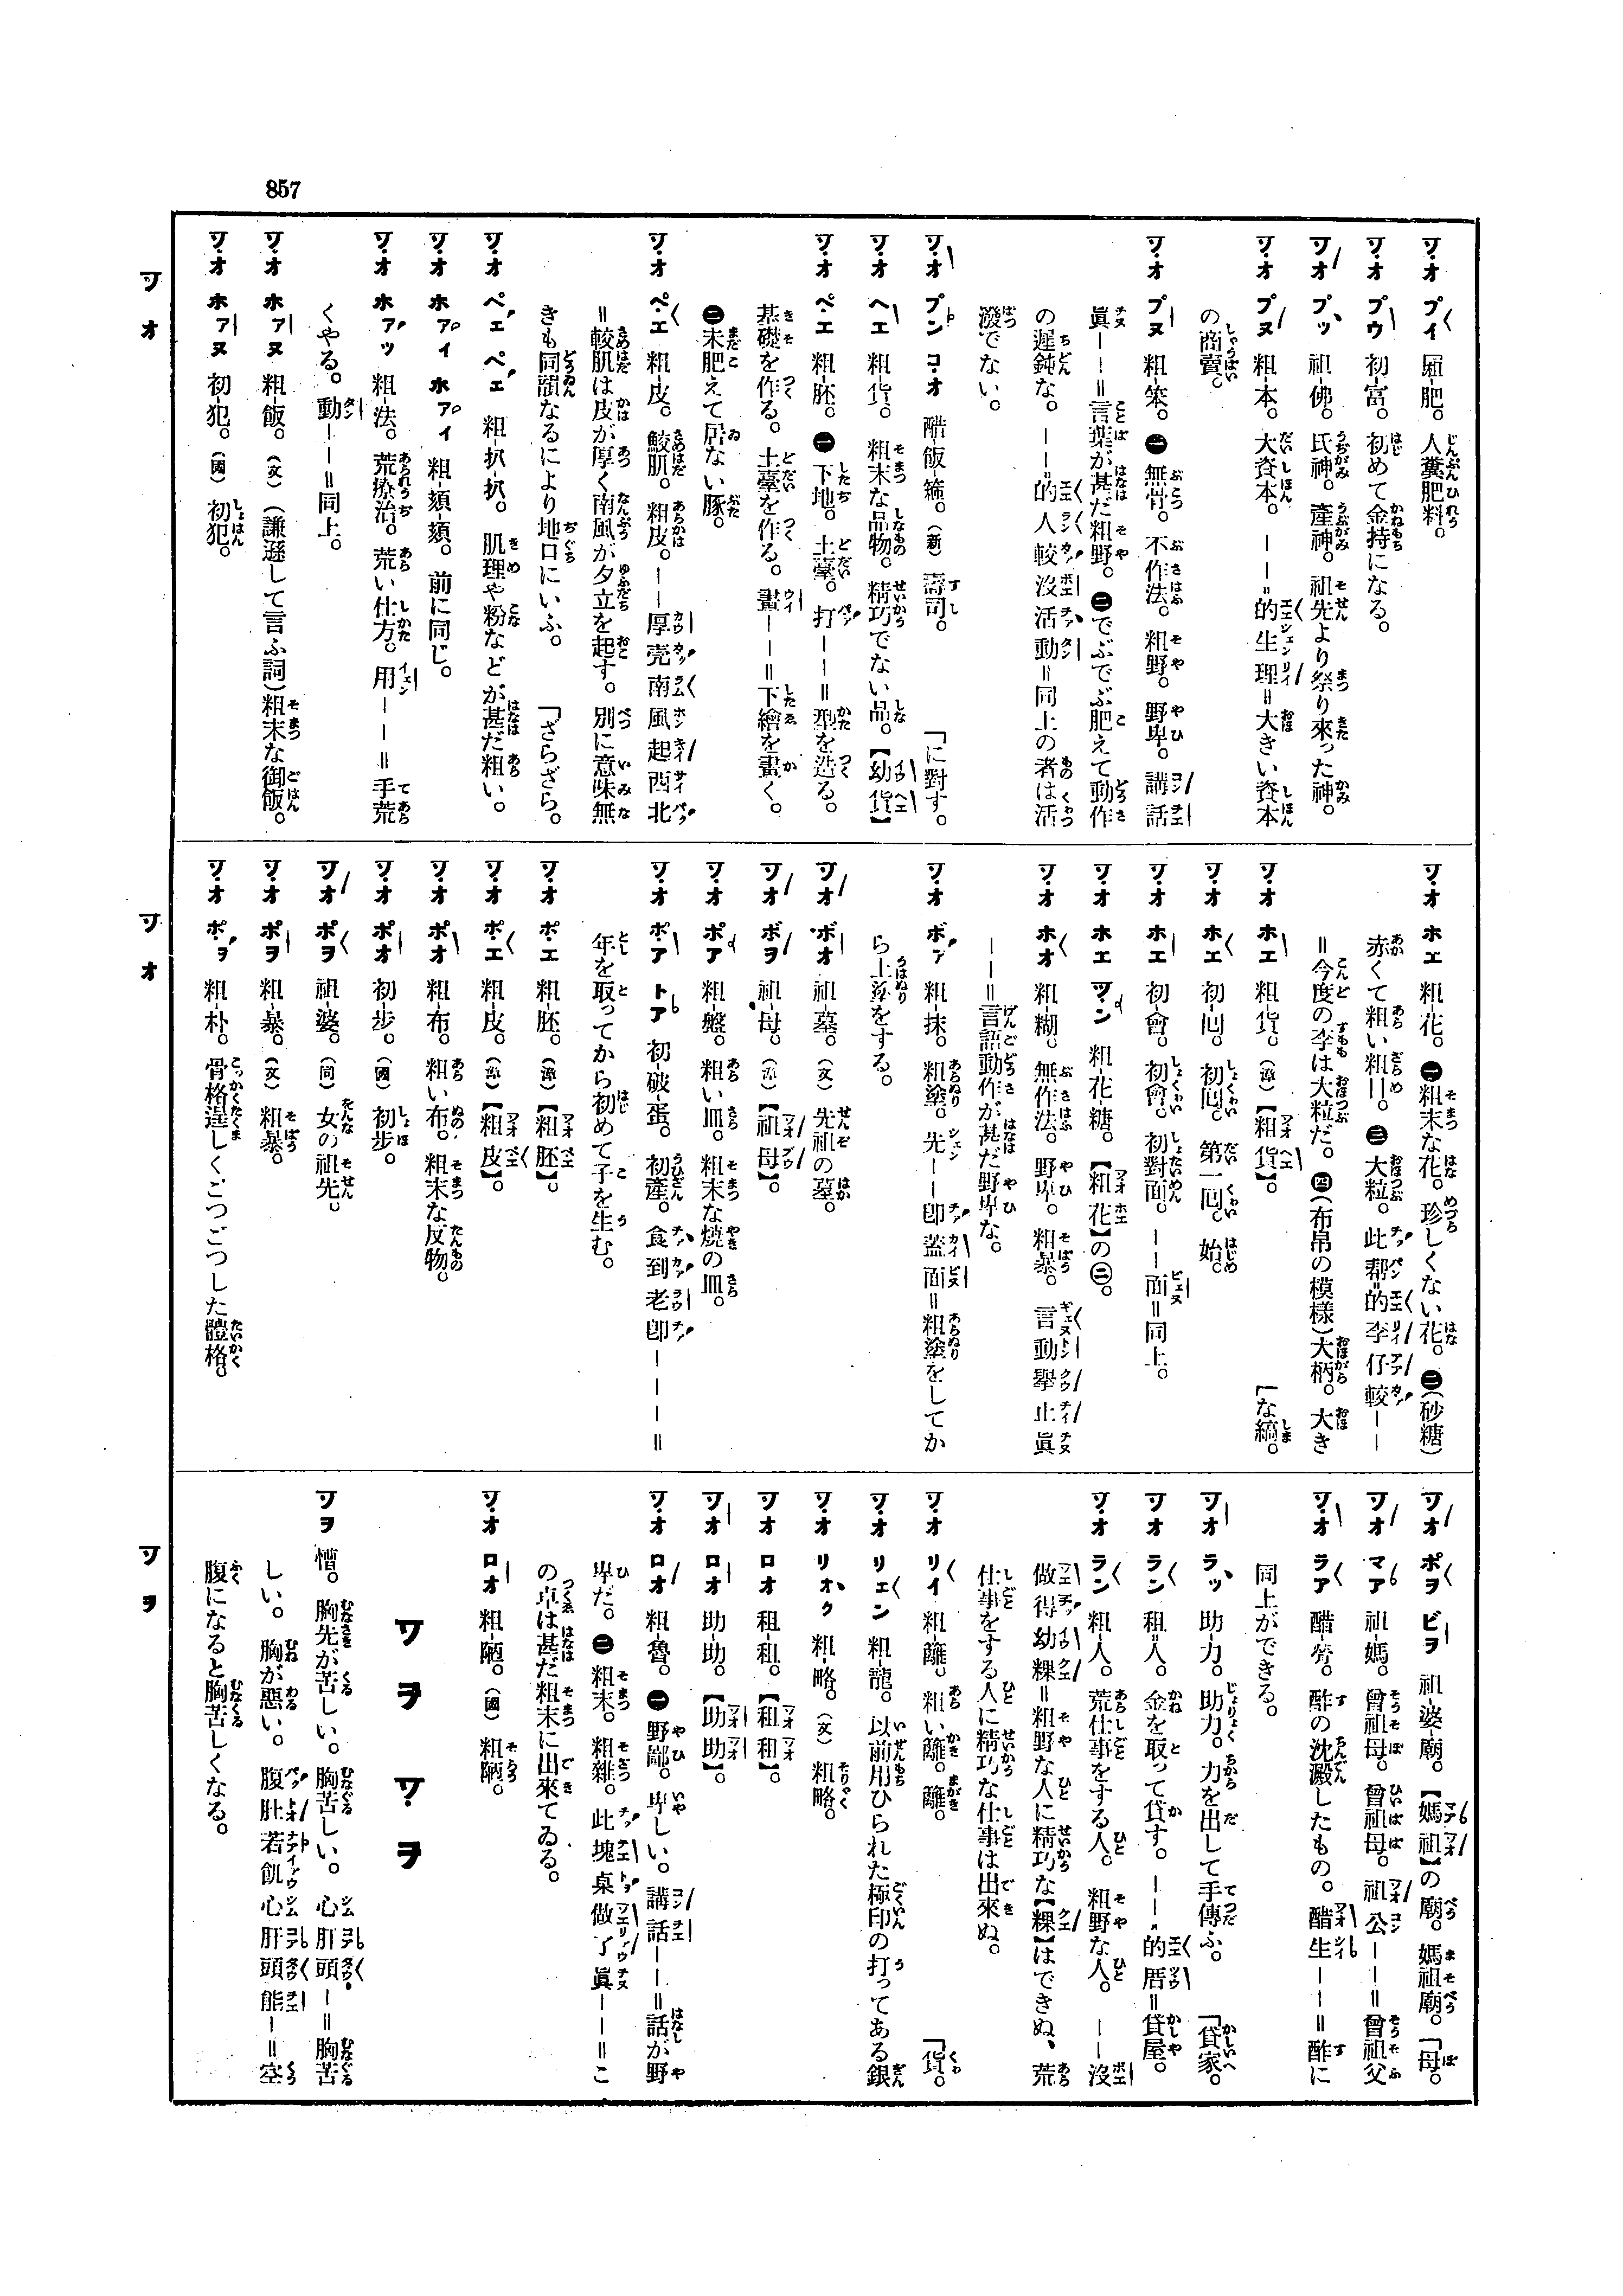 857
ツオ プイ 屜-肥。人糞肥料。
ツオ プウ 初-富。初めて金持になる。
ツオ プッ 祖-佛。氏神。產神。祖先より祭り來った神。
ツオ プヌ 粗-本。大資本。――=的生理=大きい資本
の商賣。
ツオ プヌ 粗-笨。㊀無骨。不作法。粗野。野卑。講話
眞――=言葉が甚だ粗野。㊁でぶでぶ肥えて動作
の遲鈍な。――=的人較沒活動=同上の者は活
潑でない。
ツオ プン コオ 醋-飯-䉺。(新)壽司。 「に對す。
ツオ ヘエ 粗-貨。粗末な品物。精巧でない品。【幼貨】
ツオ ペエ 粗-胚。㊀下地。土臺。打――=型を造る。
基礎を作る。土臺を作る。畫――=下繪を畫く。
㊁未肥えて居ない豚。
ツオ ペエ 粗-皮。鮫肌。粗皮。――厚壳南風起西北
=鮫肌は皮が厚く南風が夕立を起す。別に意味無
きも同韻なるにより地口にいふ。 「ざらざら。
ツオ ペェ ペェ 粗-扒-扒。肌理や粉などが甚だ粗い。
ツオ ホァイ ホァイ 粗-頦-頦。前に同じ。
ツオ ホァッ 粗-法。荒療治。荒い仕方。用――=手荒
くやる。動――=同上。
ツオ ホァヌ 粗-飯。(文)(謙遜して言ふ詞)粗末な御飯。
ツオ ホァヌ 初-犯。(國)初犯。
ツオ ホエ 粗-花。㊀粗末な花。珍しくない花。㊁(砂糖)
赤くて粗い粗目。㊂大粒。此帮=的李仔較――
=今度の李は大粒だ。㊃(布帛の模樣)大柄。大き
ツオ ホエ 粗-貨。(漳)【粗貨】。 「な縞。
ツオ ホエ 初-囘。初囘。第一囘。始。
ツオ ホエ 初-會。初會。初對面。――面=同上。
ツオ ホエ ツン 粗-花-糖。【粗花】の㊁。
ツオ ホオ 粗-糊。無作法。野卑。粗暴。言動擧止眞
――=言語動作が甚だ野卑な。
ツオ ボァ 粗-抹。粗塗。先――卽蓋面=粗塗をしてか
ら上塗をする。
ツオ ボオ 祖-墓。(文)先祖の墓。
ツオ ボヲ 祖-母。(漳)【祖母】。
ツオ ポア 粗-盤。粗い皿。粗末な燒の皿。
ツオ ポア トア 初-破-蛋。初產。食到老卽――――=
年を取ってから初めて子を生む。
ツオ ポエ 粗胚。(漳)【粗胚】。
ツオ ポエ 粗皮。(漳)【粗皮】。
ツオ ポオ 粗-布。粗い布。粗末な反物。
ツオ ポオ 初-步。(國)初步。
ツオ ポヲ 祖-婆。(同)女の祖先。
ツオ ポヲ 粗-暴。(文)粗暴。
ツオ ポヲ 粗-朴。骨格逞しくごつごつした體格。
ツオ ポヲ ビヲ 祖-婆-廟。【媽祖】の廟。媽祖廟。 「母。
ツオ マア 祖-媽。曾祖母。曾祖母。祖公――=曾祖父
ツオ ラア 醋-膋。酢の沈澱したもの。醋生――=酢に
同上ができる。
ツオ ラッ 助-力。助力。力を出して手傳ふ。 「貸家。
ツオ ラン 租=人。金を取って貸す。――=的厝=貸屋。
ツオ ラン 粗-人。荒仕事をする人。粗野な人。――沒
做得幼粿=粗野な人に精巧な【粿】はできぬ、荒
仕事をする人に精巧な仕事は出來ぬ。
ツオ リイ 粗-籬。粗い籬。籬。 「貨。
ツオ リェン 粗-龍。以前用ひられた極印の打ってある銀
ツオ リォク 粗-略。(文)粗略。
ツオ ロオ 租-租。【租租】。
ツオ ロオ 助-助。【助助】。
ツオ ロオ 粗-魯。㊀野鄙。卑しい。講話――=話が野
卑だ。㊁粗末。粗雜。此塊桌做了眞――=こ
の卓は甚だ粗末に出來てゐる。
ツオ ロオ 粗-陋。(國)粗陋。
ツヲ ツヲ
ツヲ 慒。胸先が苦しい。胸苦しい。心肝頭―=胸苦
しい。胸が惡い。腹肚若飢心肝頭能―=空
腹になると胸苦しくなる。
ツオ
ツオ
ツヲ